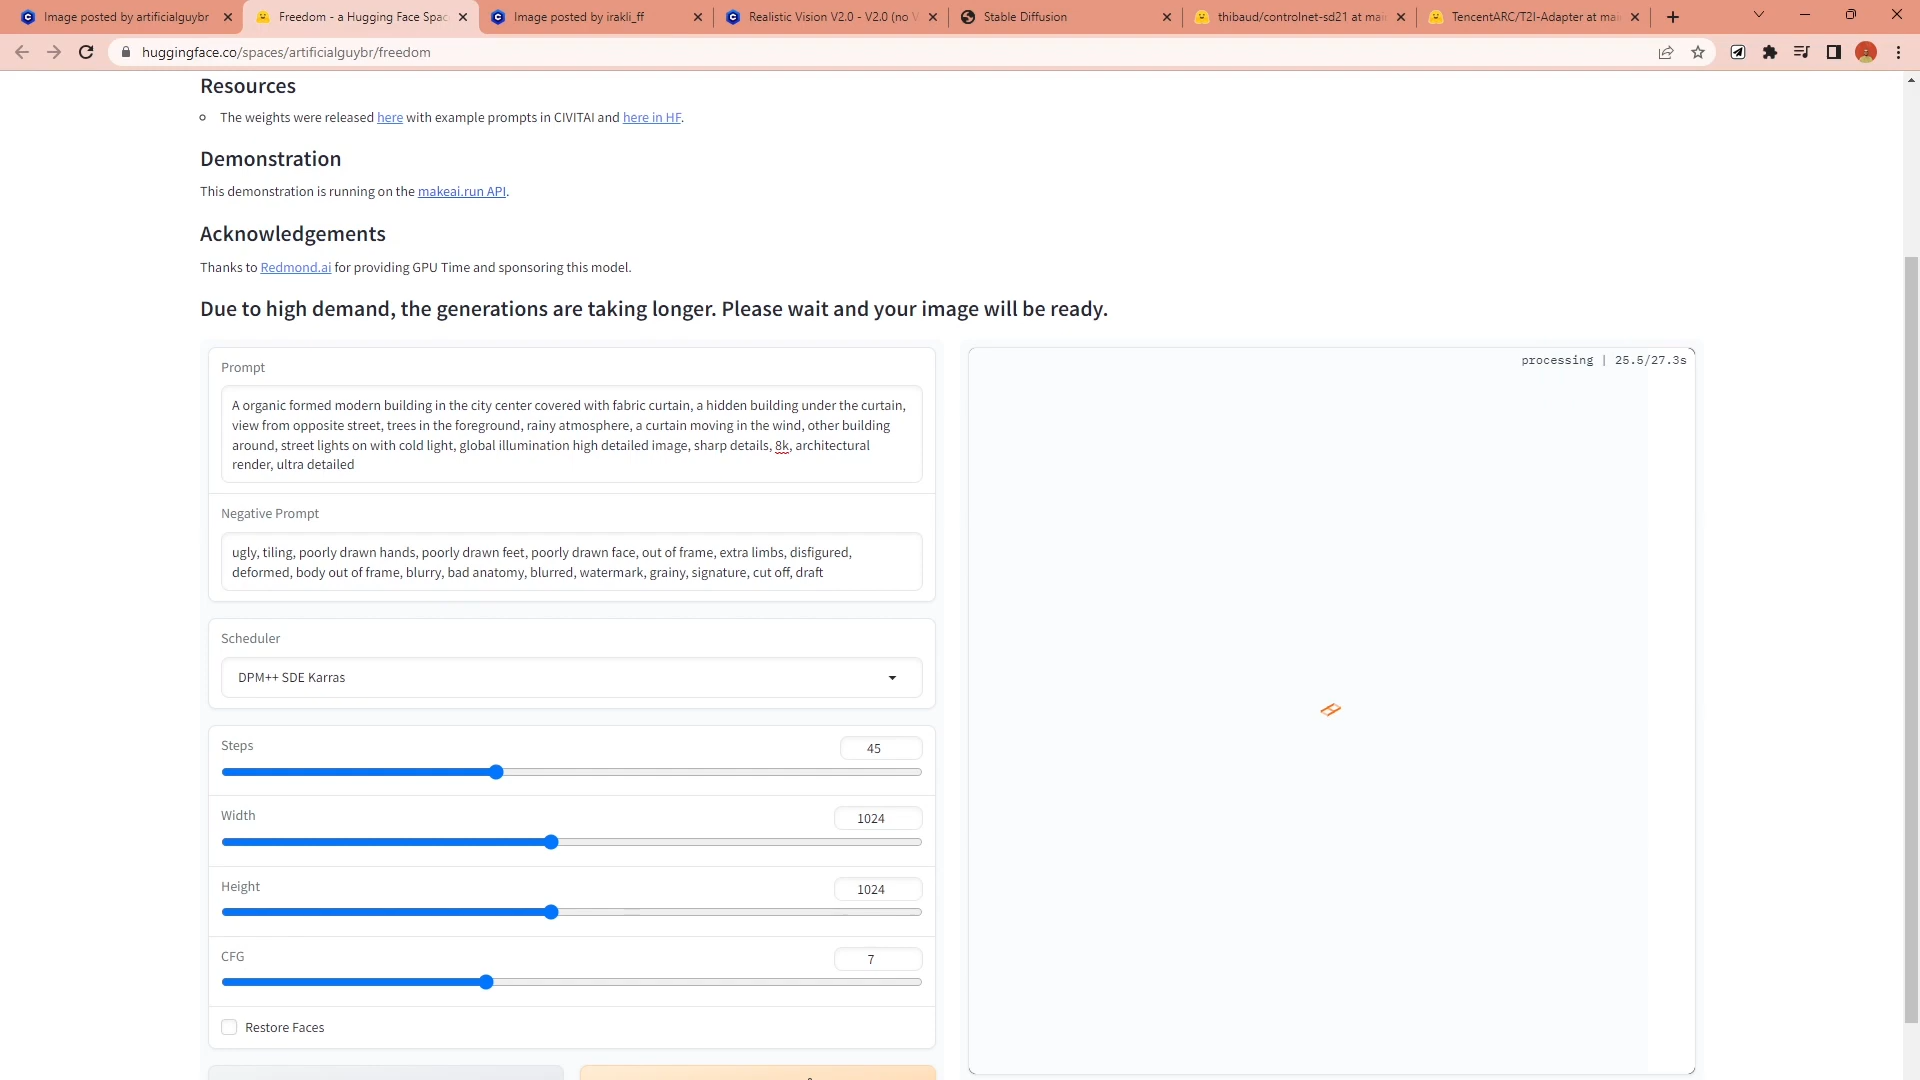 Image posted by artificialguybr
Freedom - a Hugging Face Spac
Image posted by irakli_ff
Realistic Vision V2.0 - V2.0 (no V
Stable Diffusion
thibaud/controlnet-sd21 at mai
TencentARC/T2I-Adapter at mai
huggingface.co/spaces/artificialguybr/freedom
Resources
The weights were released here with example prompts in CIVITAI and here in HF.
Demonstration
This demonstration is running on the makeai.run API.
Acknowledgements
Thanks to Redmond.ai for providing GPU Time and sponsoring this model.
Due to high demand, the generations are taking longer. Please wait and your image will be ready.
Prompt
A organic formed modern building in the city center covered with fabric curtain, a hidden building under the curtain,
view from opposite street, trees in the foreground, rainy atmosphere, a curtain moving in the wind, other building
around, street lights on with cold light, global illumination high detailed image, sharp details, 8k, architectural
render, ultra detailed
Negative Prompt
ugly, tiling, poorly drawn hands, poorly drawn feet, poorly drawn face, out of frame, extra limbs, disfigured,
deformed, body out of frame, blurry, bad anatomy, blurred, watermark, grainy, signature, cut off, draft
Scheduler
DPM++ SDE Karras
Steps
45
Width
1024
Height
1024
CFG
7
Restore Faces
processing | 25.5/27.3s